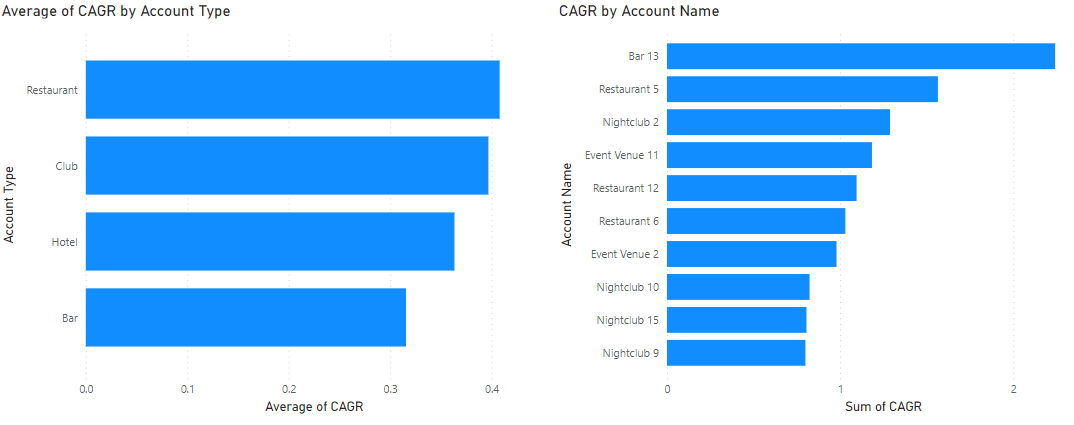 Average of CAGR by Account Type
Account Type
Restaurant
Club
Hotel
Bar
0.0 0.1 0.2 0.3 0.4
Average of CAGR
CAGR by Account Name
Account Name
Bar 13
Restaurant 5
Nightclub 2
Event Venue 11
Restaurant 12
Restaurant 6
Event Venue 2
Nightclub 10
Nightclub 15
Nightclub 9
0 1 2
Sum of CAGR